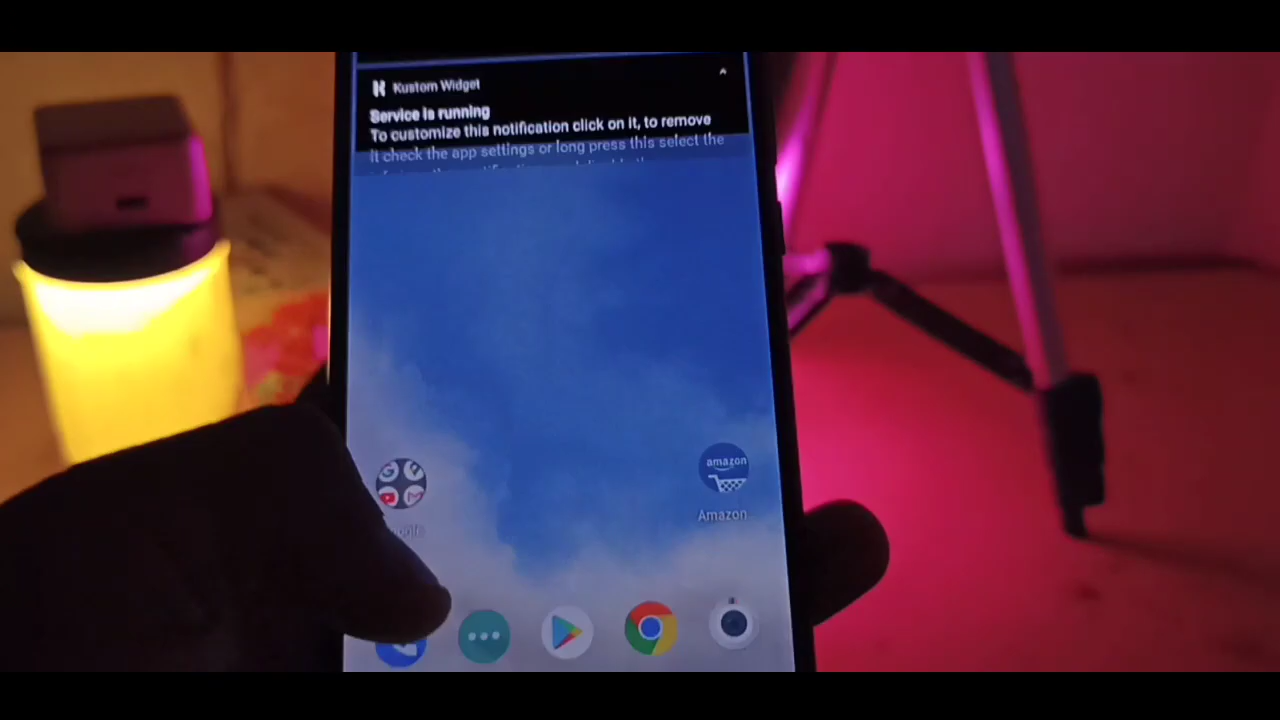 Kustom Widget
Service is running
To customize this notification click on it, to remove
it check the app settings or long press this select the
amazon
Amazon